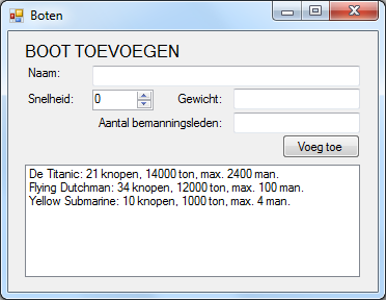 Boten
BOOT TOEVOEGEN
Naam:
Snelheid: 0 Gewicht:
Aantal bemanningsleden:
Voeg toe
De Titanic: 21 knopen, 14000 ton, max. 2400 man.
Flying Dutchman: 34 knopen, 12000 ton, max. 100 man.
Yellow Submarine: 10 knopen, 1000 ton, max. 4 man.